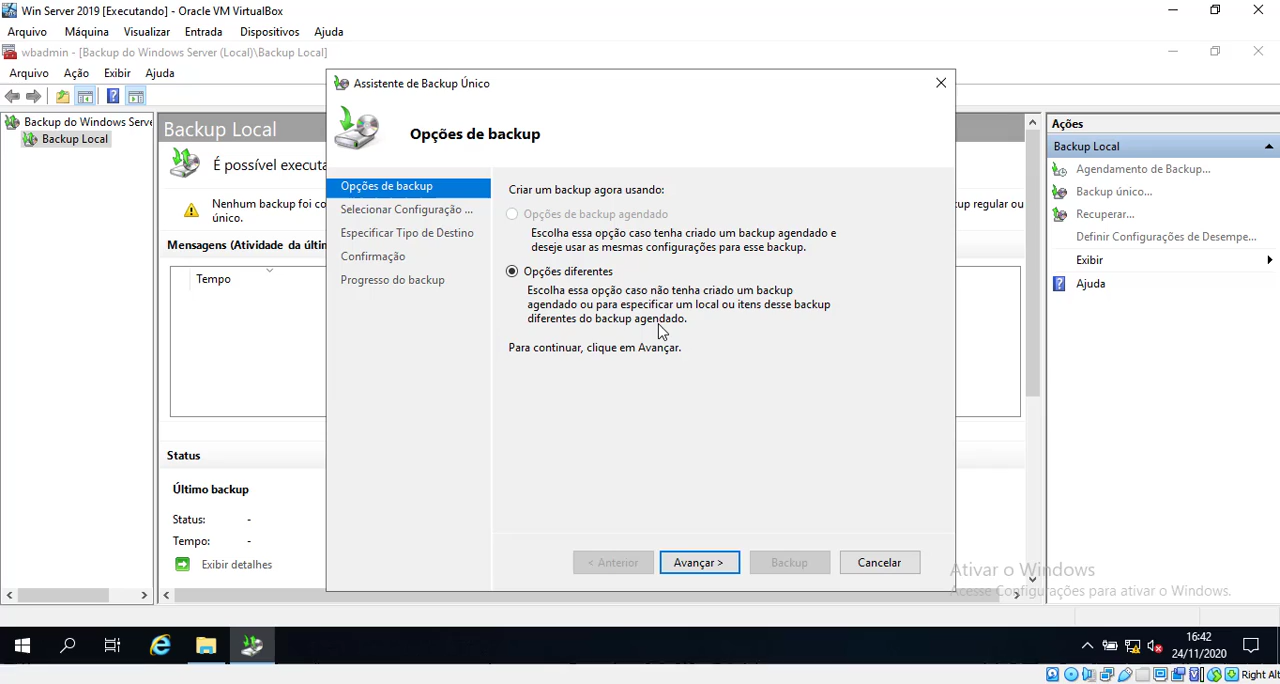 Win Server 2019 [Executando] - Oracle VM VirtualBox
Arquivo Máquina Visualizar Entrada Dispositivos Ajuda
wbadmin - [Backup do Windows Server (Local)\Backup Local]
Arquivo Ação Exibir Ajuda
Backup do Windows Serve
Backup Local
Backup Local
É possível executa
Nenhum backup foi co
único.
kup regular ou
Mensagens (Atividade da últin
Tempo
Status
Último backup
Status: -
Tempo: -
Exibir detalhes
Assistente de Backup Único
Opções de backup
Opções de backup
Selecionar Configuração ...
Especificar Tipo de Destino
Confirmação
Progresso do backup
Criar um backup agora usando:
Opções de backup agendado
Escolha essa opção caso tenha criado um backup agendado e
deseje usar as mesmas configurações para esse backup.
Opções diferentes
Escolha essa opção caso não tenha criado um backup
agendado ou para especificar um local ou itens desse backup
diferentes do backup agendado.
Para continuar, clique em Avançar.
< Anterior Avançar > Backup Cancelar
Ações
Backup Local
Agendamento de Backup...
Backup único...
Recuperar...
Definir Configurações de Desempe...
Exibir
Ajuda
Ativar o Windows
Acesse Configurações para ativar o Windows.
16:42
24/11/2020
Right Alt